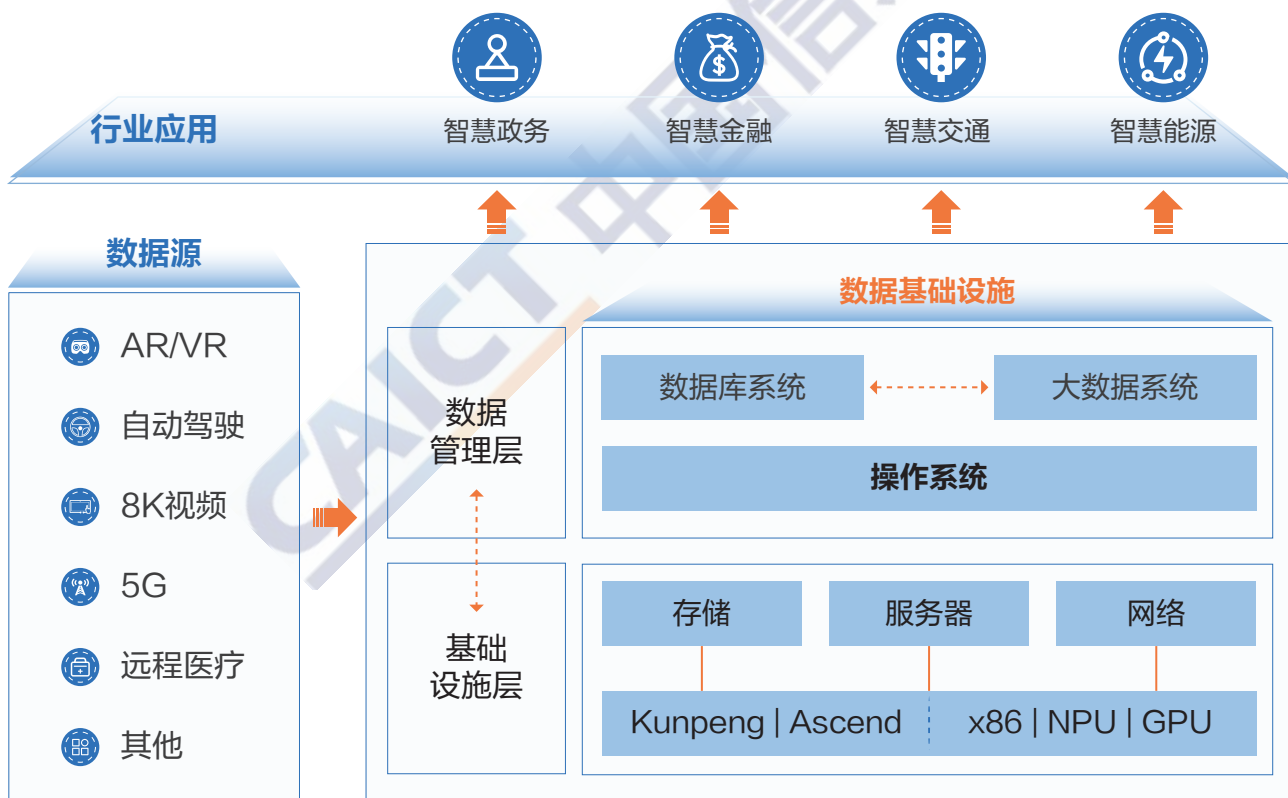 行业应用
智慧政务
智慧金融
智慧交通
智慧能源
数据源
AR/VR
自动驾驶
8K视频
5G
远程医疗
其他
数据基础设施
数据
管理层
数据库系统
大数据系统
操作系统
基础
设施层
存储
服务器
网络
Kunpeng | Ascend
x86 | NPU | GPU
CAICT 中国信